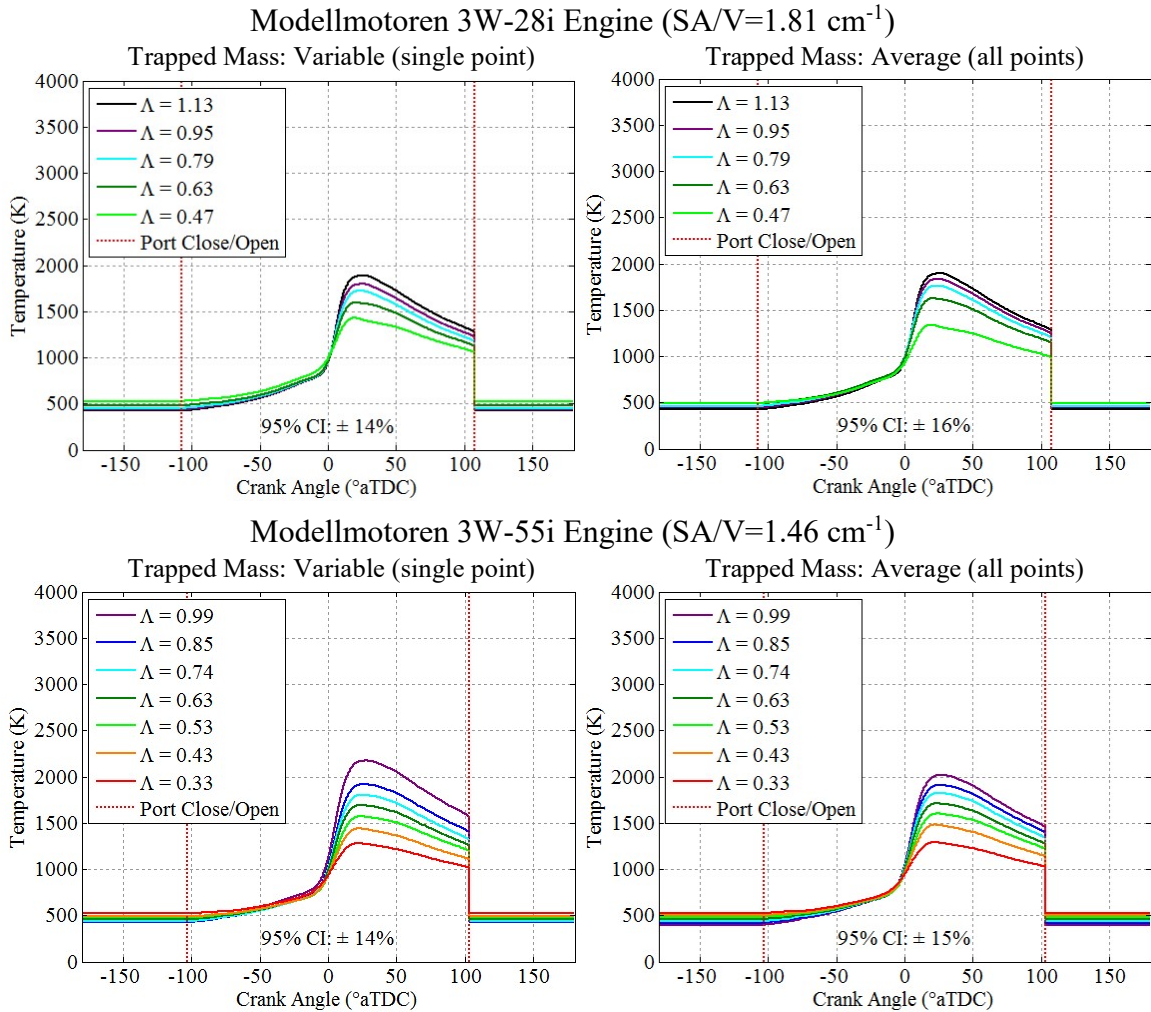 Modellmotoren 3W-28i Engine (SA/V=1.81 cm⁻¹)
Trapped Mass: Variable (single point)
4000
3500
3000
2500
2000
1500
1000
500
0
Temperature (K)
Λ = 1.13
Λ = 0.95
Λ = 0.79
Λ = 0.63
Λ = 0.47
Port Close/Open
95% CI: ± 14%
-150 -100 -50 0 50 100 150
Crank Angle (°aTDC)
Trapped Mass: Average (all points)
4000
3500
3000
2500
2000
1500
1000
500
0
Temperature (K)
Λ = 1.13
Λ = 0.95
Λ = 0.79
Λ = 0.63
Λ = 0.47
Port Close/Open
95% CI: ± 16%
-150 -100 -50 0 50 100 150
Crank Angle (°aTDC)
Modellmotoren 3W-55i Engine (SA/V=1.46 cm⁻¹)
Trapped Mass: Variable (single point)
4000
3500
3000
2500
2000
1500
1000
500
0
Temperature (K)
Λ = 0.99
Λ = 0.85
Λ = 0.74
Λ = 0.63
Λ = 0.53
Λ = 0.43
Λ = 0.33
Port Close/Open
95% CI: ± 14%
-150 -100 -50 0 50 100 150
Crank Angle (°aTDC)
Trapped Mass: Average (all points)
4000
3500
3000
2500
2000
1500
1000
500
0
Temperature (K)
Λ = 0.99
Λ = 0.85
Λ = 0.74
Λ = 0.63
Λ = 0.53
Λ = 0.43
Λ = 0.33
Port Close/Open
95% CI: ± 15%
-150 -100 -50 0 50 100 150
Crank Angle (°aTDC)